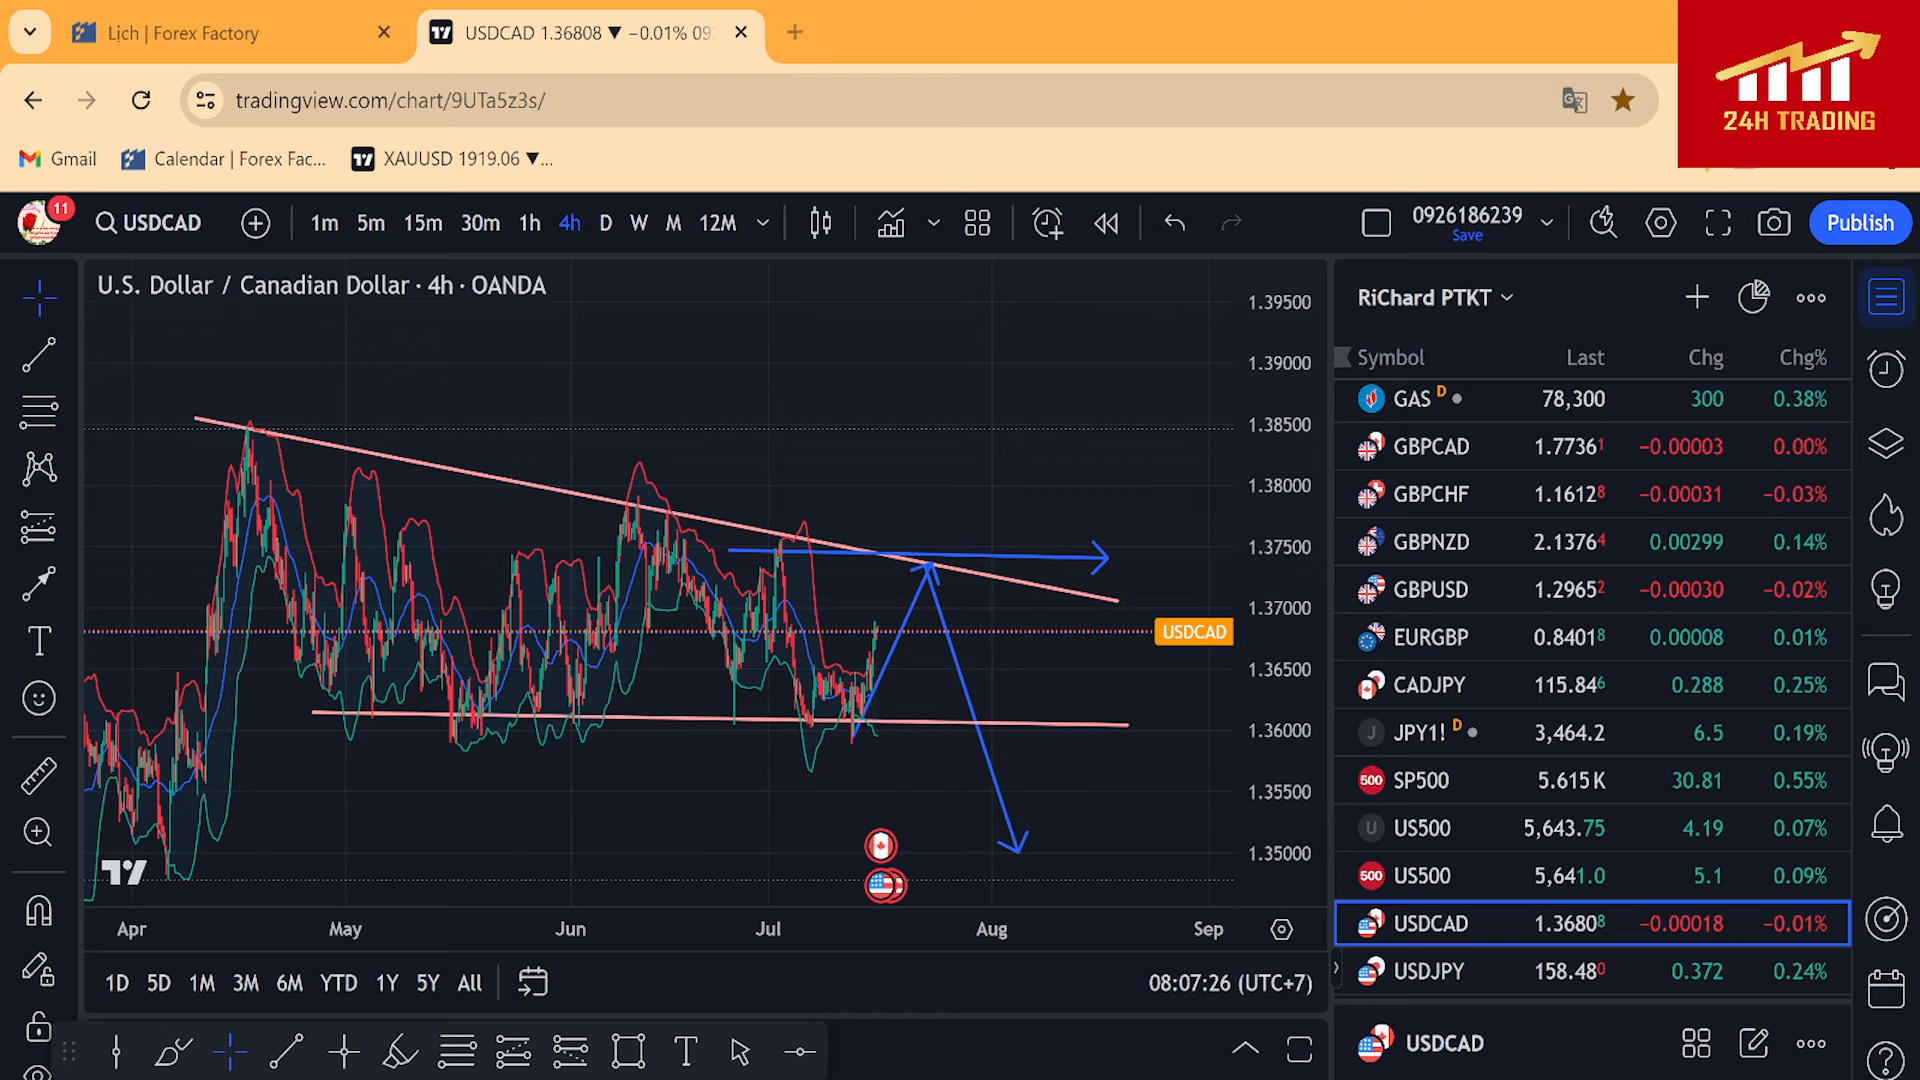 Lịch | Forex Factory
USDCAD 1.36808 ▼ −0.01% 092
24H TRADING
tradingview.com/chart/9UTa5z3s/
Gmail
Calendar | Forex Fac...
XAUUSD 1919.06 ▼...
11
USDCAD
1m 5m 15m 30m 1h 4h D W M 12M
0926186239
Save
Publish
U.S. Dollar / Canadian Dollar · 4h · OANDA
1.39500
1.39000
1.38500
1.38000
1.37500
1.37000
USDCAD
1.36500
1.36000
1.35500
1.35000
Apr May Jun Jul Aug Sep
1D 5D 1M 3M 6M YTD 1Y 5Y All
08:07:26 (UTC+7)
RiChard PTKT
Symbol Last Chg Chg%
GAS D 78,300 300 0.38%
GBPCAD 1.77361 −0.00003 0.00%
GBPCHF 1.16128 −0.00031 −0.03%
GBPNZD 2.13764 0.00299 0.14%
GBPUSD 1.29652 −0.00030 −0.02%
EURGBP 0.84018 0.00008 0.01%
CADJPY 115.846 0.288 0.25%
J JPY1! D 3,464.2 6.5 0.19%
500 SP500 5.615K 30.81 0.55%
U US500 5,643.75 4.19 0.07%
500 US500 5,641.0 5.1 0.09%
USDCAD 1.36808 −0.00018 −0.01%
USDJPY 158.480 0.372 0.24%
USDCAD